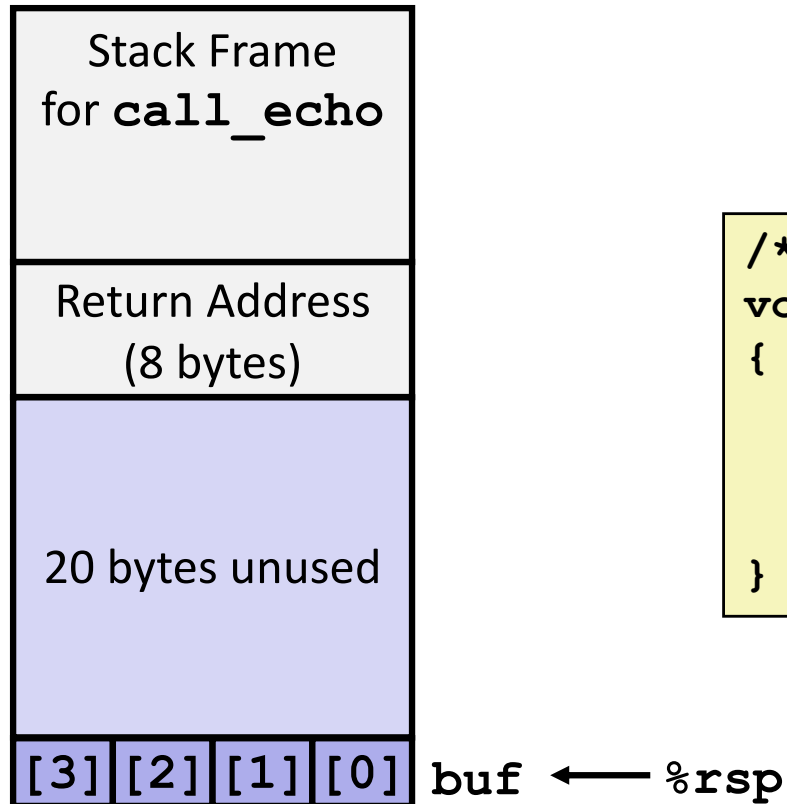 Stack Frame
for call_echo
Return Address
(8 bytes)
20 bytes unused
[3] [2] [1] [0] buf %rsp
/*
{
}